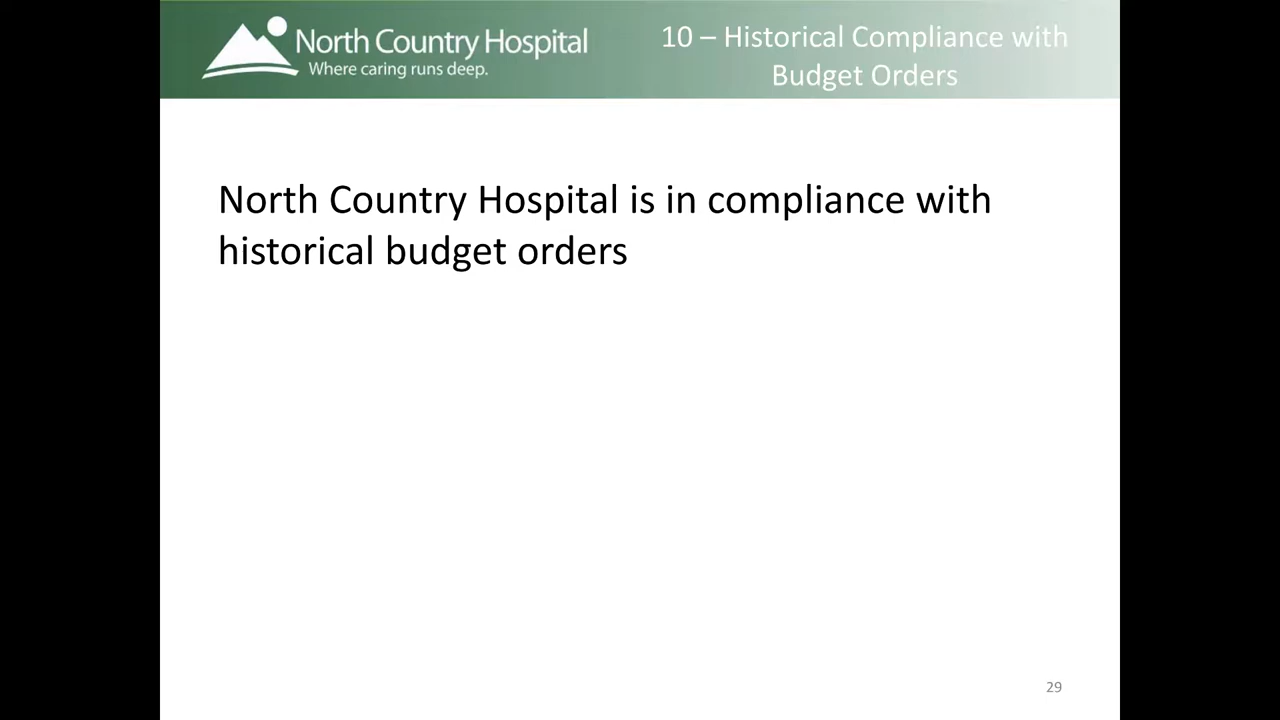 North Country Hospital
Where caring runs deep.
10 – Historical Compliance with
Budget Orders
North Country Hospital is in compliance with
historical budget orders
29